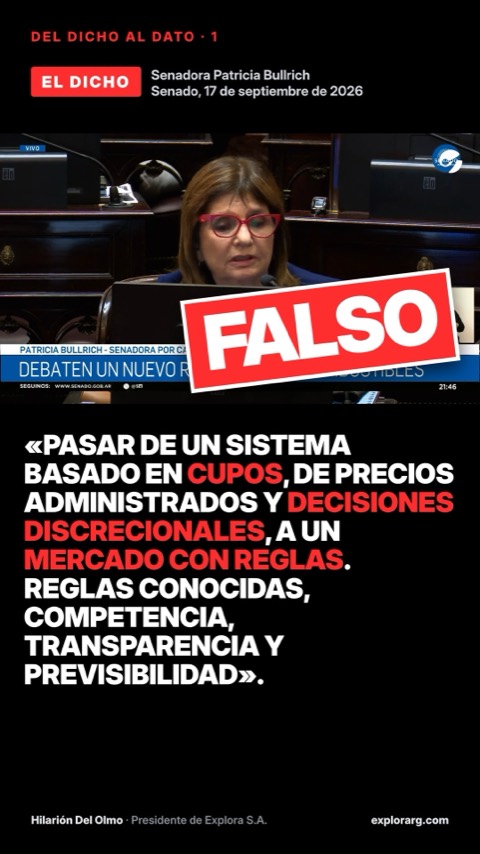 DEL DICHO AL DATO · 1
EL DICHO
Senadora Patricia Bullrich
Senado, 17 de septiembre de 2026
VIVO
FALSO
PATRICIA BULLRICH - SENADORA POR CA
DEBATEN UN NUEVO R
SEGUINOS: WWW.SENADO.GOB.AR
21:46
«PASAR DE UN SISTEMA
BASADO EN CUPOS, DE PRECIOS
ADMINISTRADOS Y DECISIONES
DISCRECIONALES, A UN
MERCADO CON REGLAS.
REGLAS CONOCIDAS,
COMPETENCIA,
TRANSPARENCIA Y
PREVISIBILIDAD».
Hilarión Del Olmo · Presidente de Explora S.A.
explorarg.com